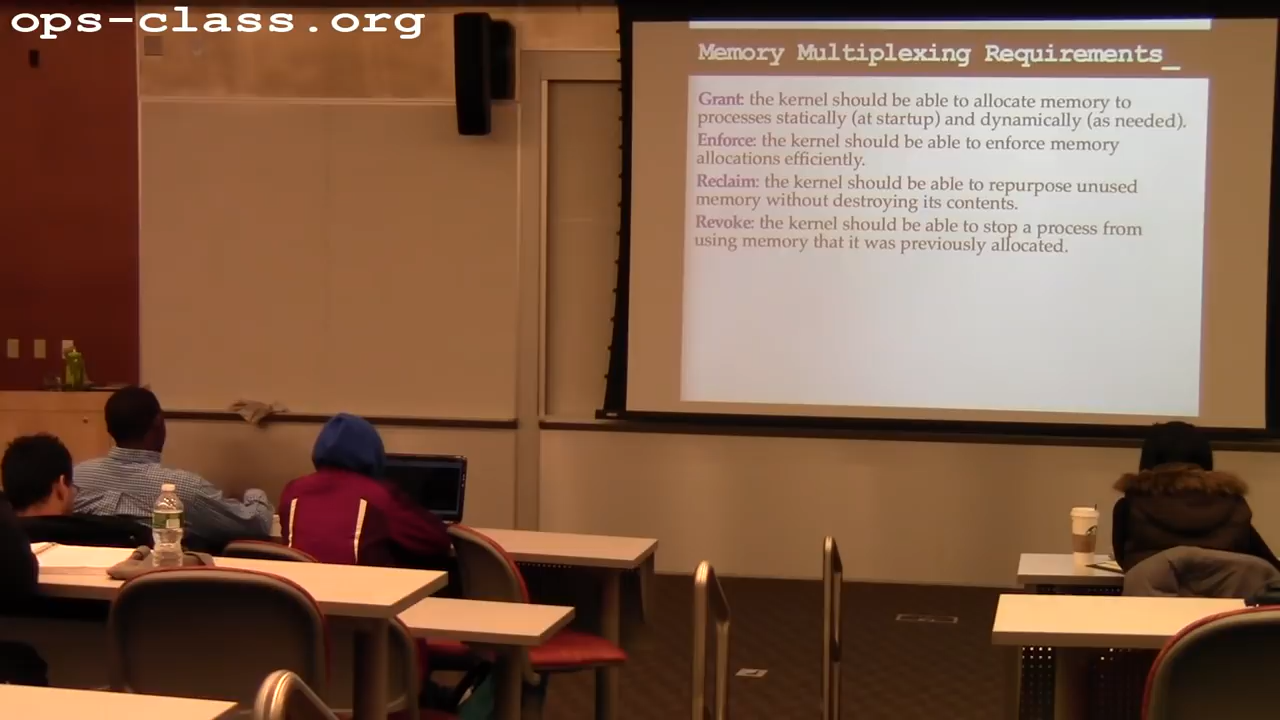 ops-class.org
Memory Multiplexing Requirements_
Grant: the kernel should be able to allocate memory to
processes statically (at startup) and dynamically (as needed).
Enforce: the kernel should be able to enforce memory
allocations efficiently.
Reclaim: the kernel should be able to repurpose unused
memory without destroying its contents.
Revoke: the kernel should be able to stop a process from
using memory that it was previously allocated.